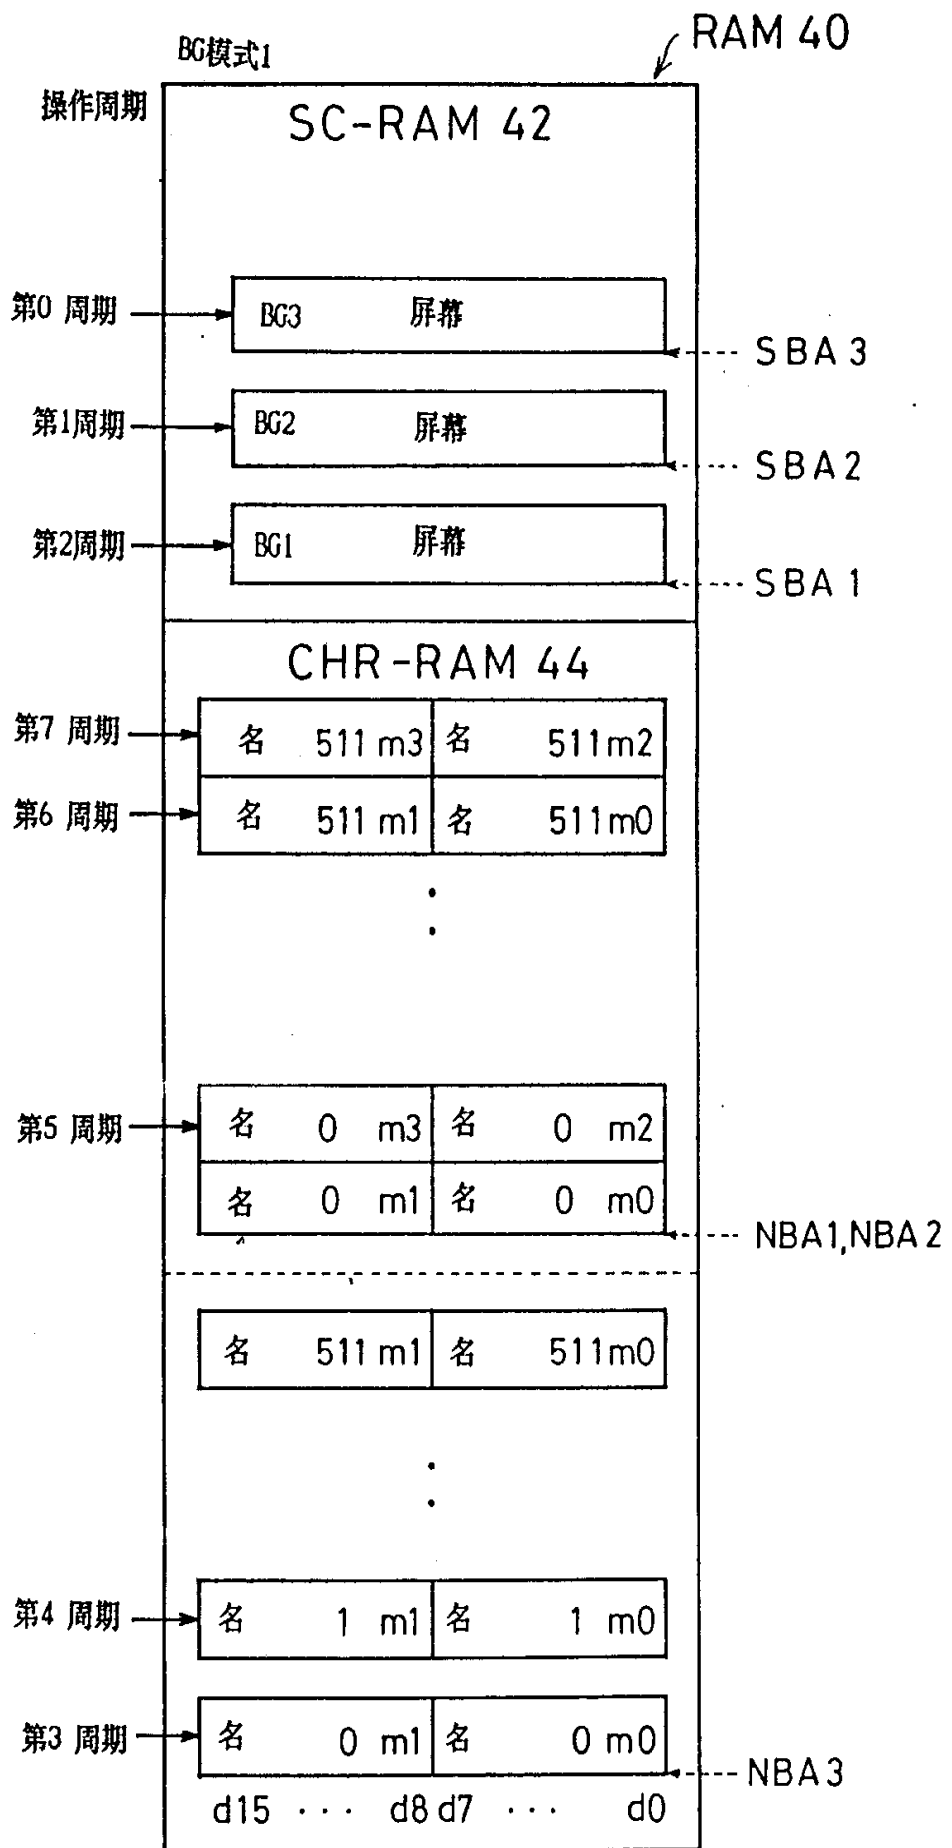 BG模式1
RAM 40
操作周期
SC-RAM 42
第0 周期 BG3 屏幕
SBA 3
第1周期 BG2 屏幕
SBA 2
第2周期 BG1 屏幕
SBA 1
CHR-RAM 44
第7 周期 名 511 m3 名 511 m2
第6 周期 名 511 m1 名 511 m0
第5 周期 名 0 m3 名 0 m2
名 0 m1 名 0 m0
NBA1,NBA2
名 511 m1 名 511 m0
第4 周期 名 1 m1 名 1 m0
第3 周期 名 0 m1 名 0 m0
NBA3
d15 ··· d8 d7 ··· d0